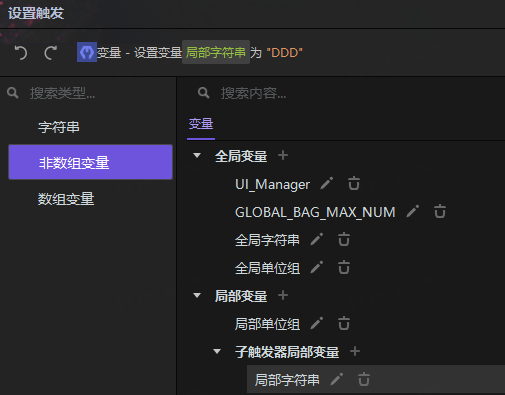 设置触发
变量 - 设置变量 局部字符串 为 "DDD"
搜索类型...
搜索内容...
字符串
非数组变量
数组变量
变量
全局变量
UI_Manager
GLOBAL_BAG_MAX_NUM
全局字符串
全局单位组
局部变量
局部单位组
子触发器局部变量
局部字符串